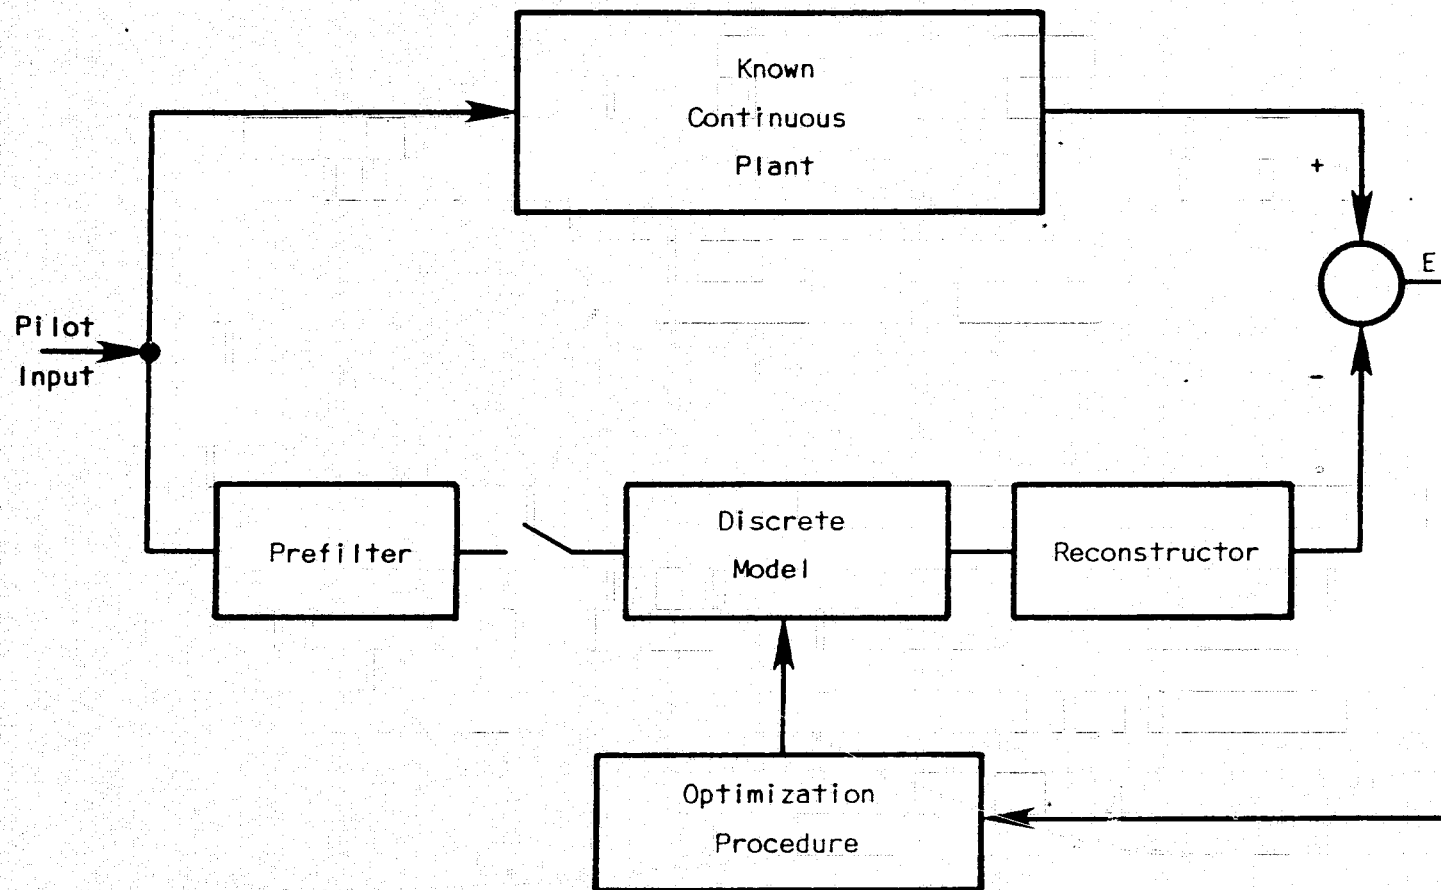 Known
Continuous
Plant
+
E
Pilot
Input
-
Prefilter
Discrete
Model
Reconstructor
Optimization
Procedure